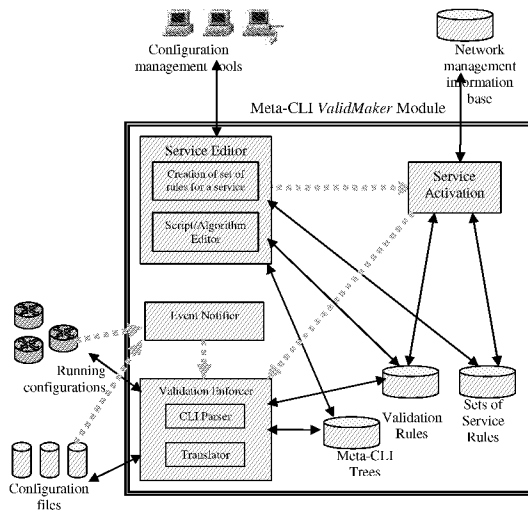 Configuration
management tools
Network
management
information
base
Meta-CLI ValidMaker Module
Service Editor
Creation of set of
rules for a service
Script/Algorithm
Editor
Service
Activation
Event Notifier
Running
configurations
Validation Enforcer
CLI Parser
Translator
Validation
Rules
Sets of
Service Rules
Meta-CLI
Trees
Configuration
files